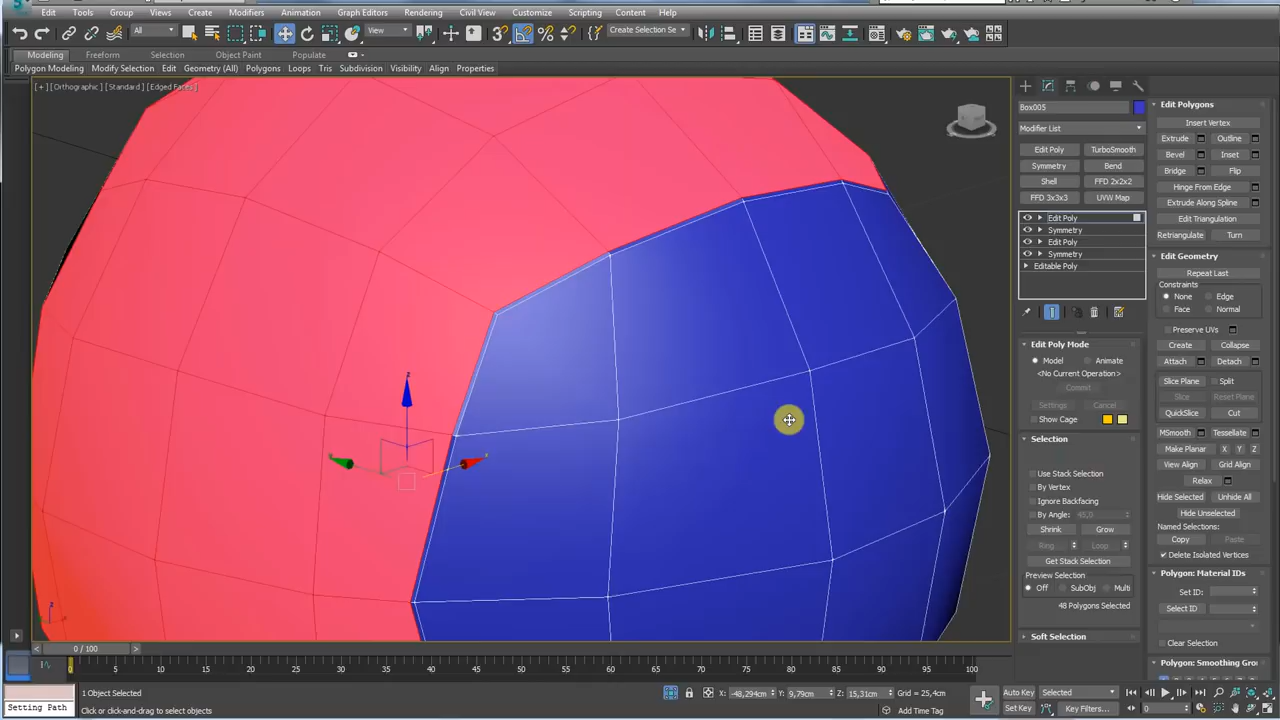 Edit Tools Group Views Create Modifiers Animation Graph Editors Rendering Civil View Customize Scripting Content Help
All View Create Selection Se
Modeling Freeform Selection Object Paint Populate
Polygon Modeling Modify Selection Edit Geometry (All) Polygons Loops Tris Subdivision Visibility Align Properties
[+] [Orthographic] [Standard] [Edged Faces]
Box005
Modifier List
Edit Poly TurboSmooth
Symmetry Bend
Shell FFD 2x2x2
FFD 3x3x3 UVW Map
Edit Poly
Symmetry
Edit Poly
Symmetry
Editable Poly
Edit Poly Mode
Model Animate
<No Current Operation>
Commit
Settings Cancel
Show Cage
Selection
Use Stack Selection
By Vertex
Ignore Backfacing
By Angle: 45,0
Shrink Grow
Ring Loop
Get Stack Selection
Preview Selection
Off SubObj Multi
48 Polygons Selected
Soft Selection
Edit Polygons
Insert Vertex
Extrude Outline
Bevel Inset
Bridge Flip
Hinge From Edge
Extrude Along Spline
Edit Triangulation
Retriangulate Turn
Edit Geometry
Repeat Last
Constraints
None Edge
Face Normal
Preserve UVs
Create Collapse
Attach Detach
Slice Plane Split
Slice Reset Plane
QuickSlice Cut
MSmooth Tessellate
Make Planar X Y Z
View Align Grid Align
Relax
Hide Selected Unhide All
Hide Unselected
Named Selections:
Copy Paste
Delete Isolated Vertices
Polygon: Material IDs
Set ID:
Select ID
Clear Selection
Polygon: Smoothing Gro
z
z
0 / 100
0 5 10 15 20 25 30 35 40 45 50 55 60 65 70 75 80 85 90 95 100
1 Object Selected
X: -48,294cm Y: 9,79cm Z: 15,31cm Grid = 25,4cm
Auto Key Selected
Setting Path
Click or click-and-drag to select objects
Add Time Tag
Set Key Key Filters... 0